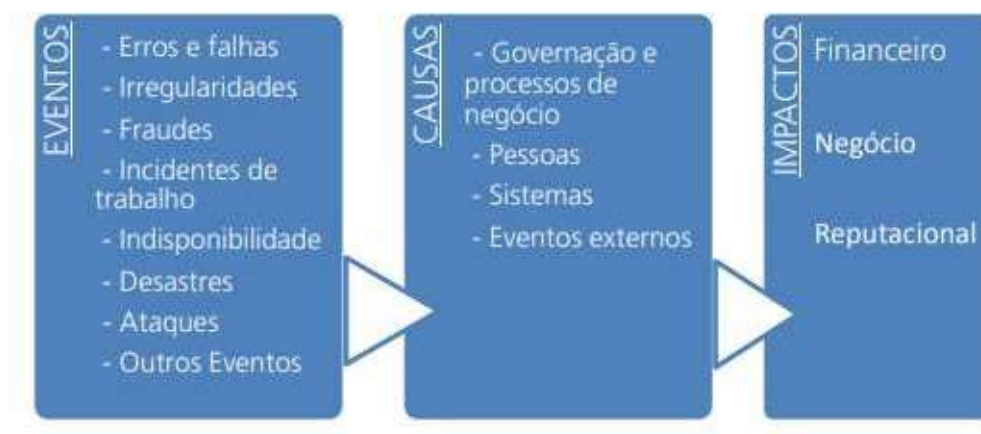 EVENTOS
- Erros e falhas
- Irregularidades
- Fraudes
- Incidentes de
trabalho
- Indisponibilidade
- Desastres
- Ataques
- Outros Eventos
CAUSAS
- Governação e
processos de
negócio
- Pessoas
- Sistemas
- Eventos externos
IMPACTOS
Financeiro
Negócio
Reputacional